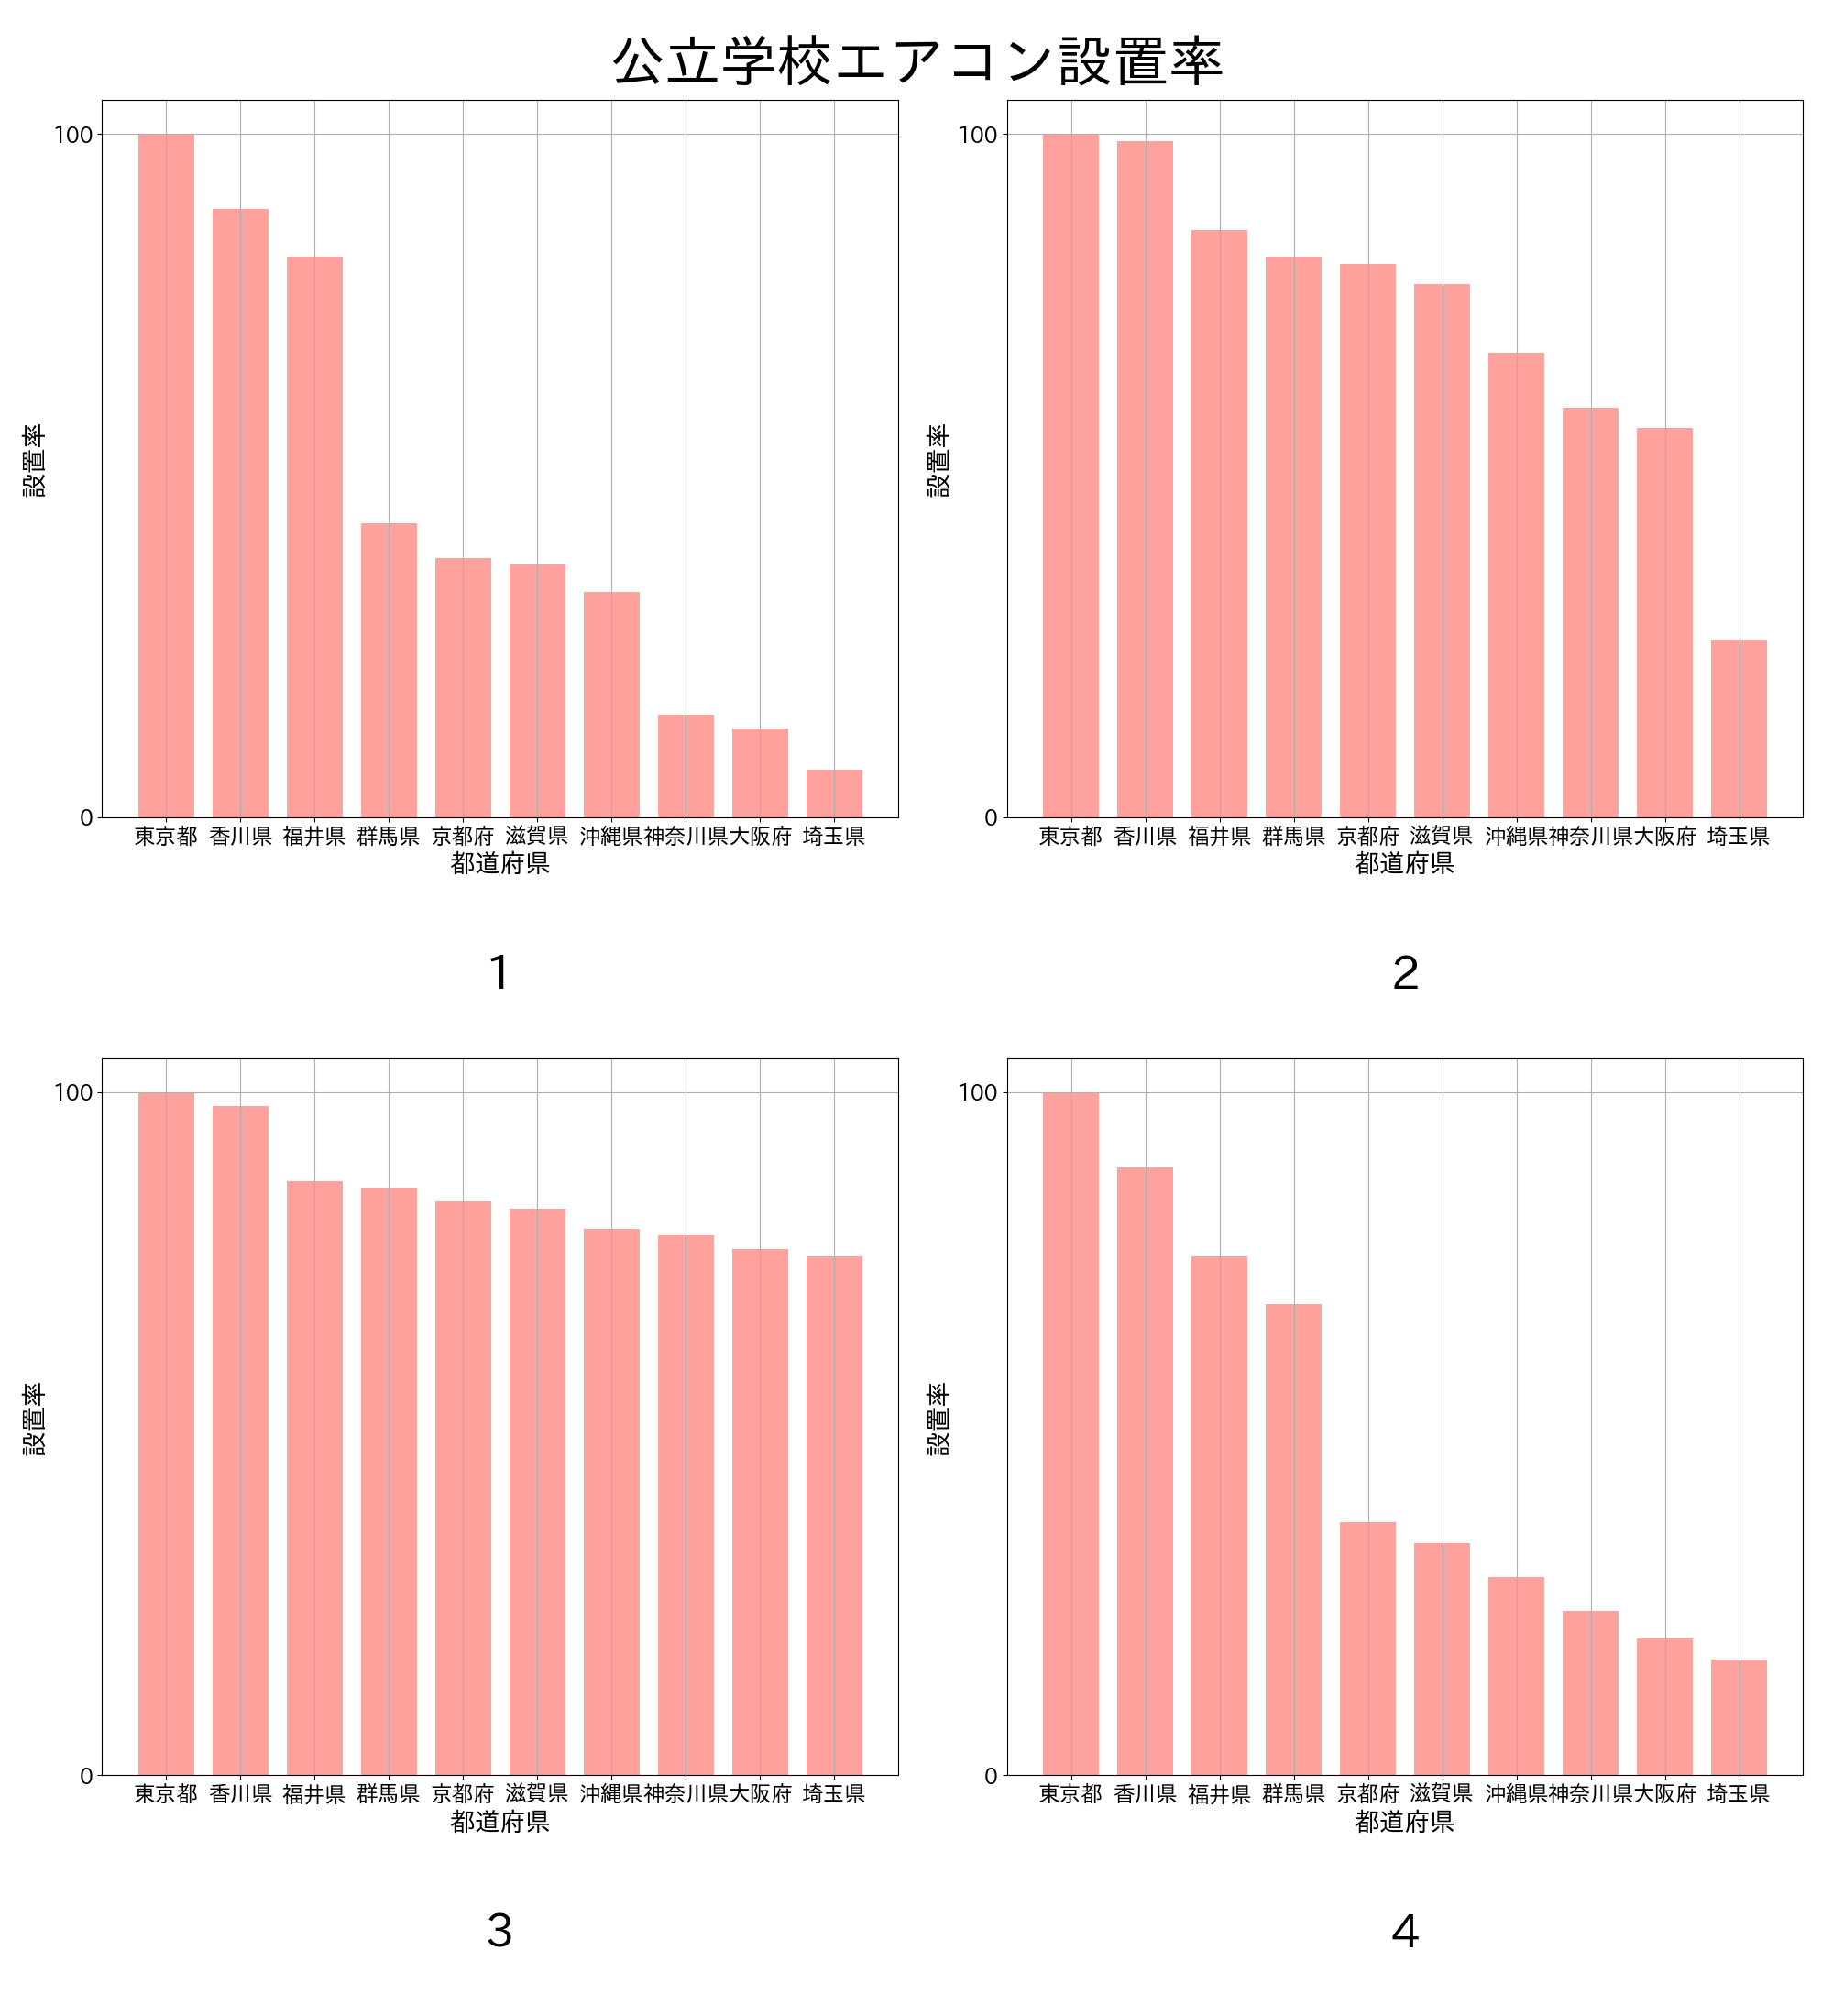 公立学校エアコン設置率
100
0
設置率
東京都 香川県 福井県 群馬県 京都府 滋賀県 沖縄県 神奈川県 大阪府 埼玉県
都道府県
1
100
0
設置率
東京都 香川県 福井県 群馬県 京都府 滋賀県 沖縄県 神奈川県 大阪府 埼玉県
都道府県
2
100
0
設置率
東京都 香川県 福井県 群馬県 京都府 滋賀県 沖縄県 神奈川県 大阪府 埼玉県
都道府県
3
100
0
設置率
東京都 香川県 福井県 群馬県 京都府 滋賀県 沖縄県 神奈川県 大阪府 埼玉県
都道府県
4